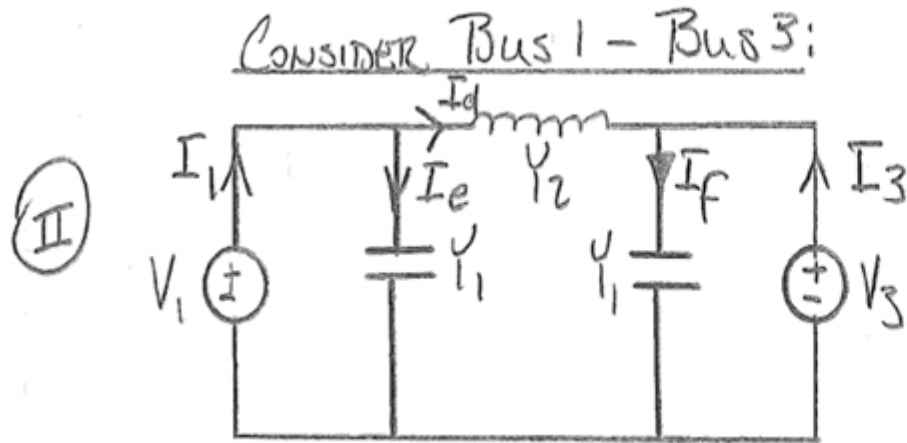 CONSIDER Bus 1 - Bus 3:
Id
I1
Ie
Y2
If
I3
II
V1
±
Y1
Y1
+
-
V3